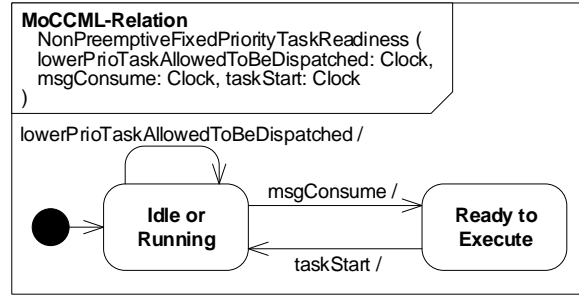 MoCCML-Relation
NonPreemptiveFixedPriorityTaskReadiness (
lowerPrioTaskAllowedToBeDispatched: Clock,
msgConsume: Clock, taskStart: Clock
)
lowerPrioTaskAllowedToBeDispatched /
msgConsume /
Idle or
Running
Ready to
Execute
taskStart /